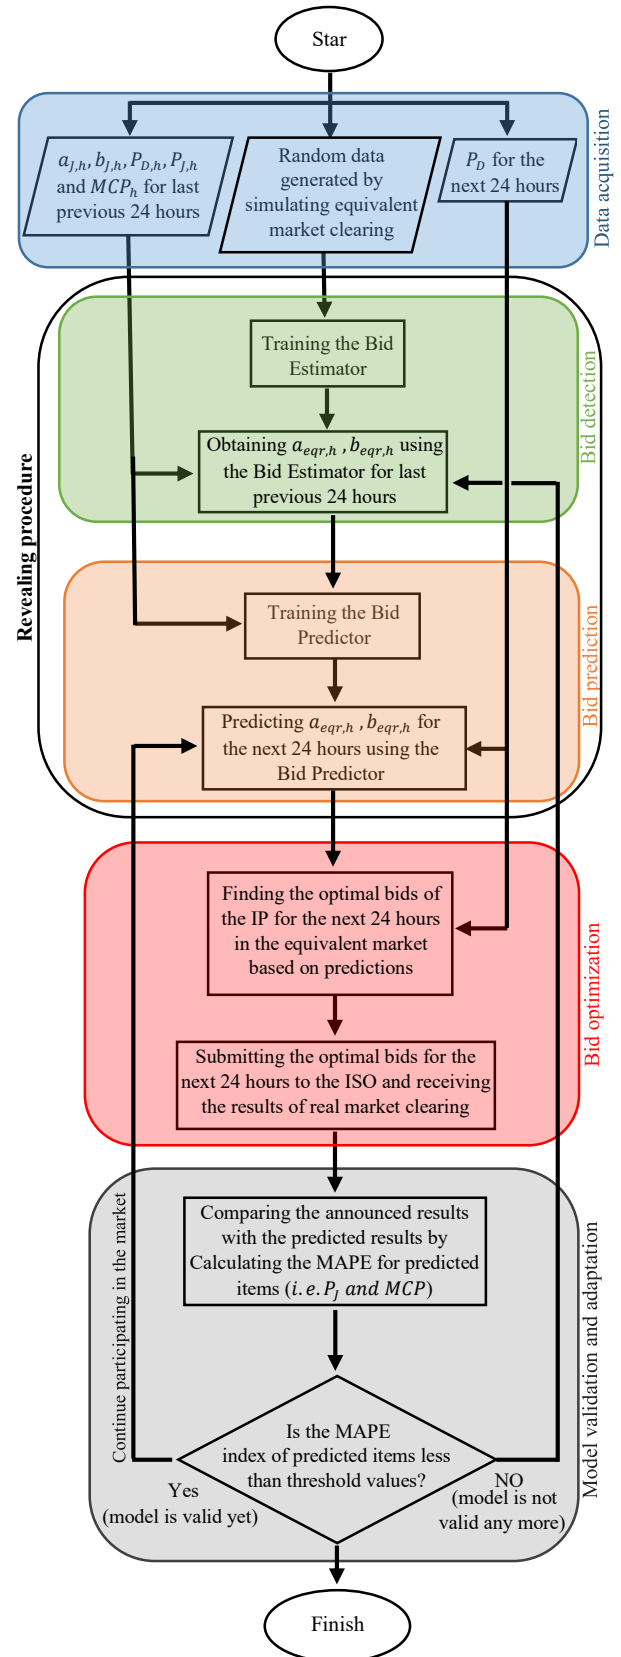 Star
a_{J,h}, b_{J,h}, P_{D,h}, P_{J,h}
and MCP_h for last
previous 24 hours
Random data
generated by
simulating equivalent
market clearing
P_D for the
next 24 hours
Data acquisition
Revealing procedure
Training the Bid
Estimator
Obtaining a_{eqr,h} , b_{eqr,h} using
the Bid Estimator for last
previous 24 hours
Bid detection
Training the Bid
Predictor
Predicting a_{eqr,h} , b_{eqr,h} for
the next 24 hours using the
Bid Predictor
Bid prediction
Finding the optimal bids of
the IP for the next 24 hours
in the equivalent market
based on predictions
Submitting the optimal bids for the
next 24 hours to the ISO and receiving
the results of real market clearing
Bid optimization
Comparing the announced results
with the predicted results by
Calculating the MAPE for predicted
items (i. e. P_J and MCP)
Is the MAPE
index of predicted items less
than threshold values?
Yes
(model is valid yet)
NO
(model is not
valid any more)
Continue participating in the market
Model validation and adaptation
Finish